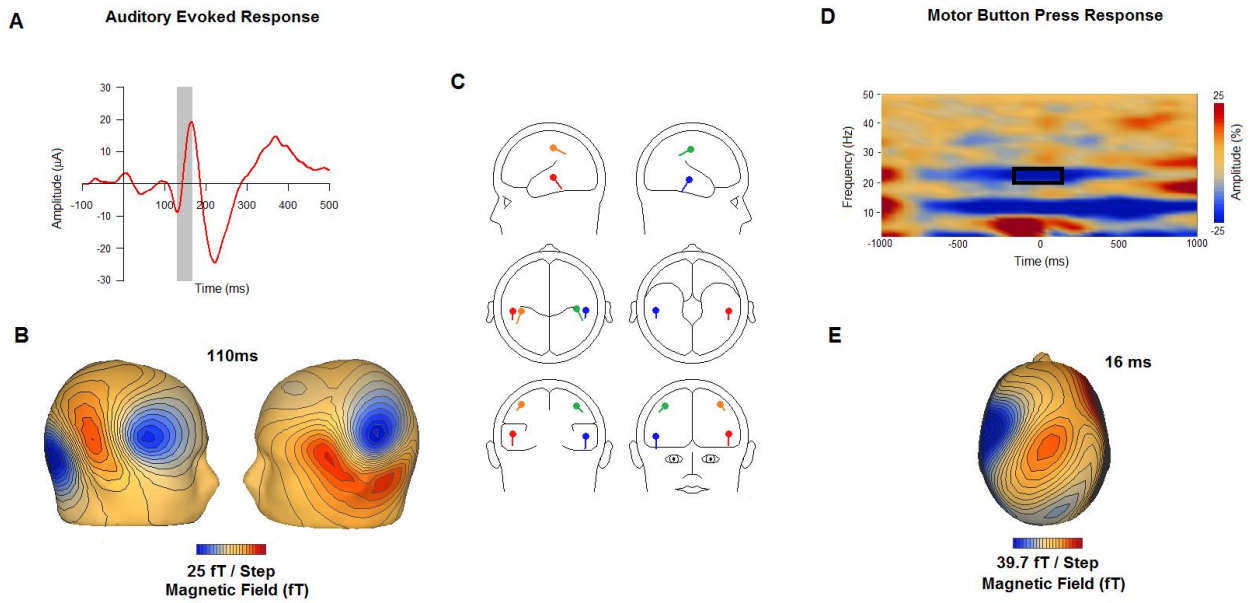 A
Auditory Evoked Response
30
20
10
0
-10
-20
-30
-100
0
100
200
300
400
500
Amplitude (µA)
Time (ms)
B
110ms
25 fT / Step
Magnetic Field (fT)
C
D
Motor Button Press Response
50
40
30
20
10
Frequency (Hz)
-1000
-500
0
500
1000
Time (ms)
25
-25
Amplitude (%)
E
16 ms
39.7 fT / Step
Magnetic Field (fT)